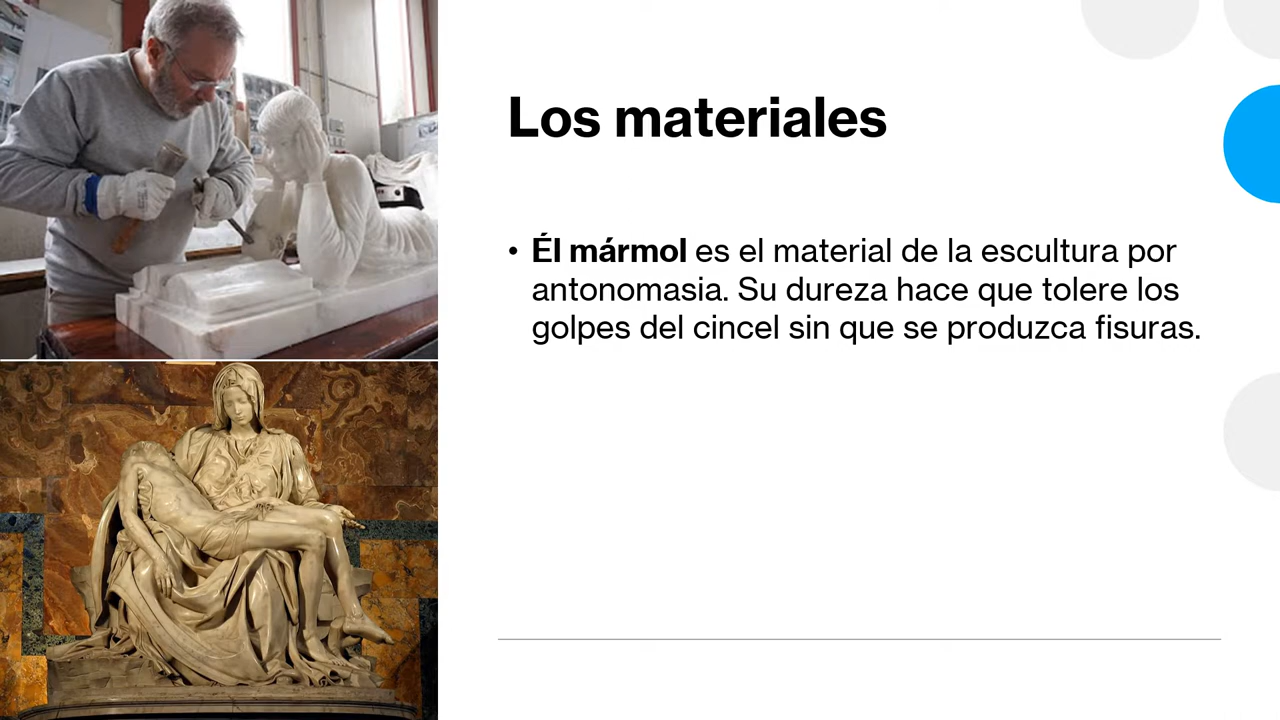 Los materiales
• Él mármol es el material de la escultura por
antonomasia. Su dureza hace que tolere los
golpes del cincel sin que se produzca fisuras.